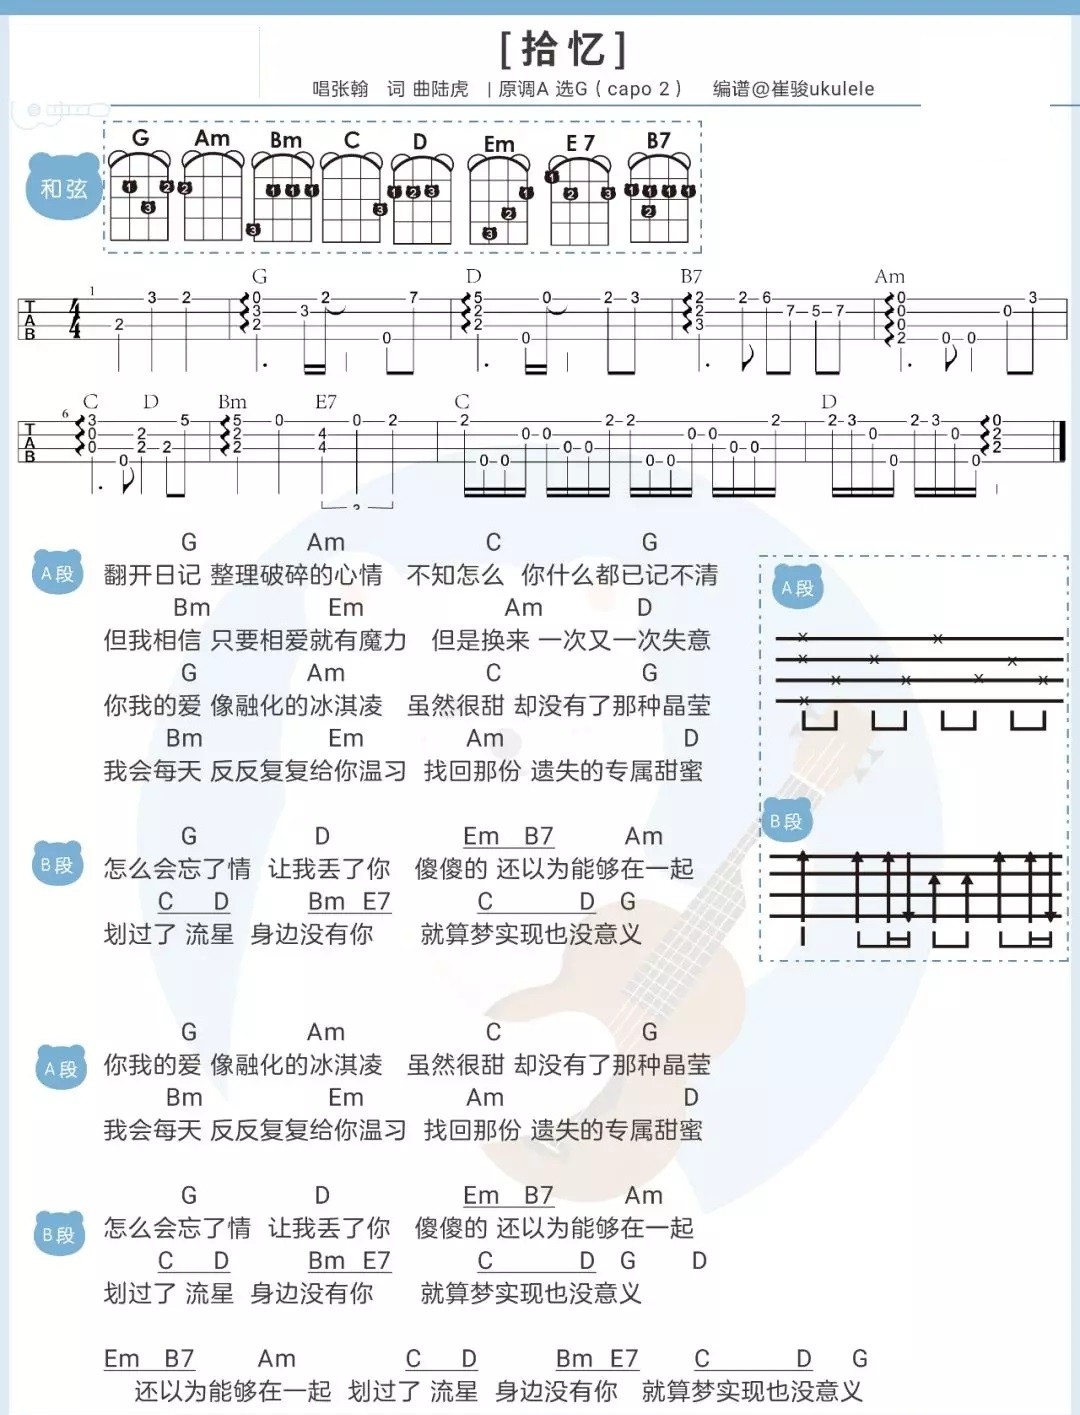 [拾忆]
唱张翰 词 曲陆虎 | 原调A 选G（capo 2） 编谱@崔骏ukulele
和弦
G Am Bm C D Em E 7 B7
G D B7 Am
C D Bm E7 C D
G Am C G
A段 翻开日记 整理破碎的心情 不知怎么 你什么都已记不清
Bm Em Am D
但我相信 只要相爱就有魔力 但是换来 一次又一次失意
G Am C G
你我的爱 像融化的冰淇凌 虽然很甜 却没有了那种晶莹
Bm Em Am D
我会每天 反反复复给你温习 找回那份 遗失的专属甜蜜
A段
B段
G D Em B7 Am
B段 怎么会忘了情 让我丢了你 傻傻的 还以为能够在一起
C D Bm E7 C D G
划过了 流星 身边没有你 就算梦实现也没意义
G Am C G
A段 你我的爱 像融化的冰淇凌 虽然很甜 却没有了那种晶莹
Bm Em Am D
我会每天 反反复复给你温习 找回那份 遗失的专属甜蜜
G D Em B7 Am
B段 怎么会忘了情 让我丢了你 傻傻的 还以为能够在一起
C D Bm E7 C D G D
划过了 流星 身边没有你 就算梦实现也没意义
Em B7 Am C D Bm E7 C D G
还以为能够在一起 划过了 流星 身边没有你 就算梦实现也没意义